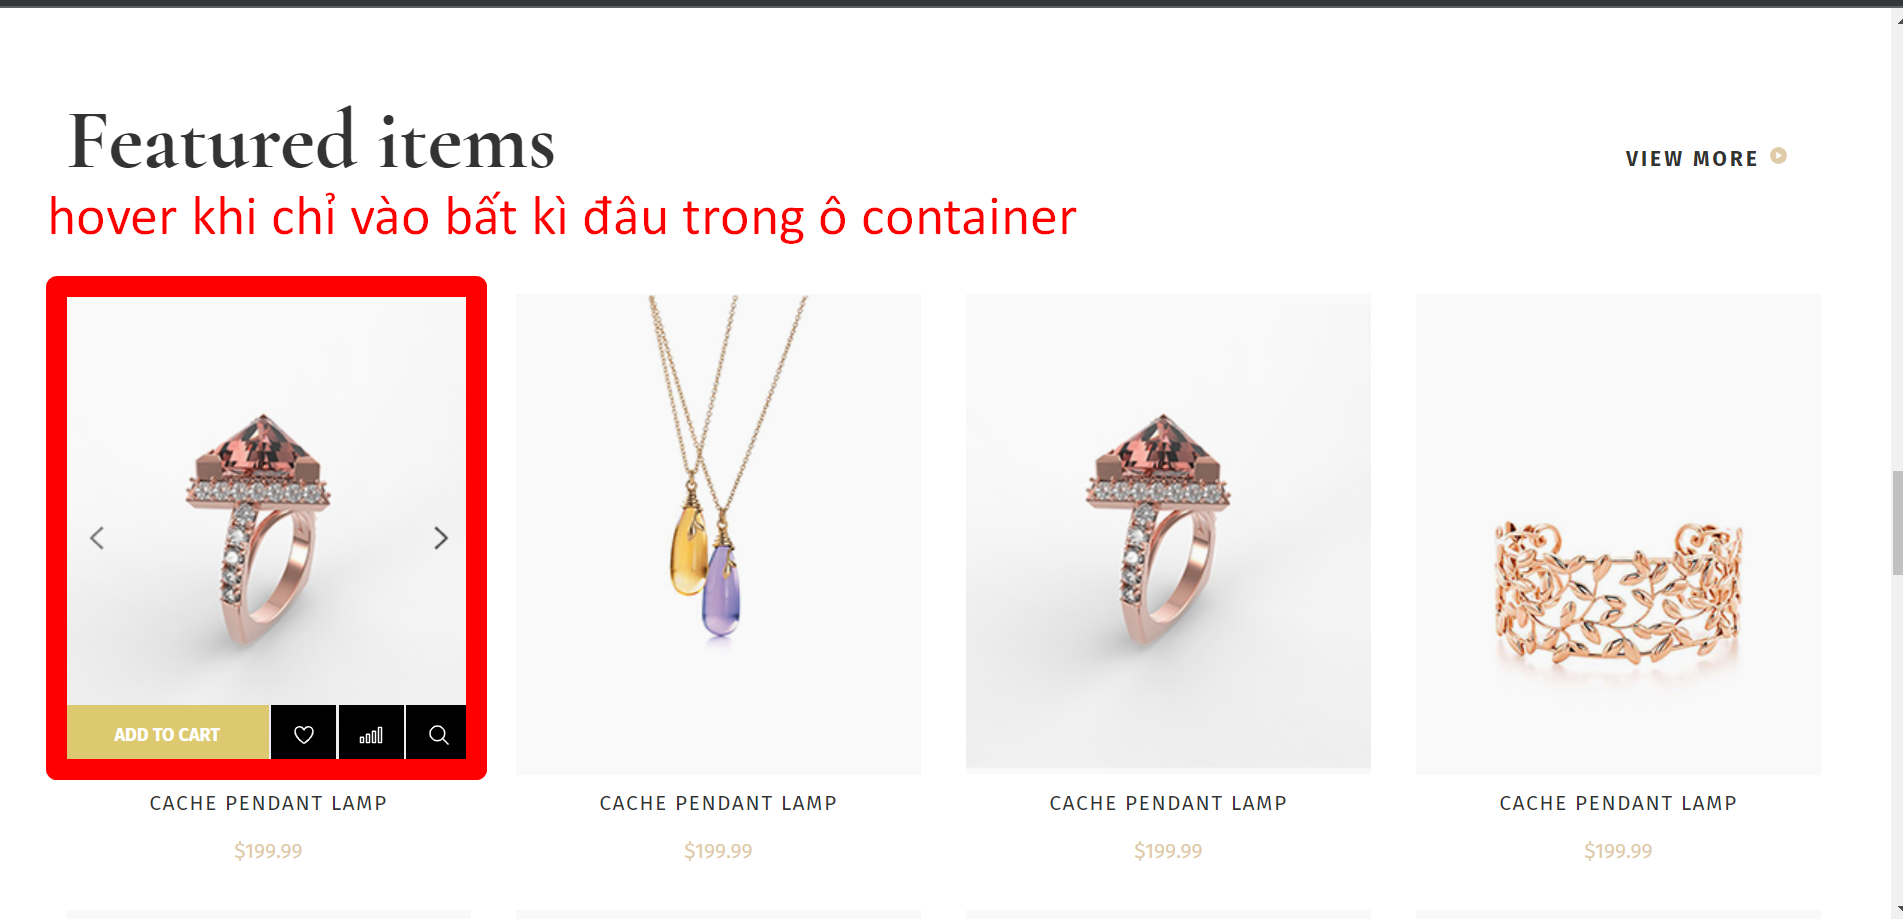 Featured items
VIEW MORE
hover khi chỉ vào bất kì đâu trong ô container
ADD TO CART
CACHE PENDANT LAMP
CACHE PENDANT LAMP
CACHE PENDANT LAMP
CACHE PENDANT LAMP
$199.99
$199.99
$199.99
$199.99